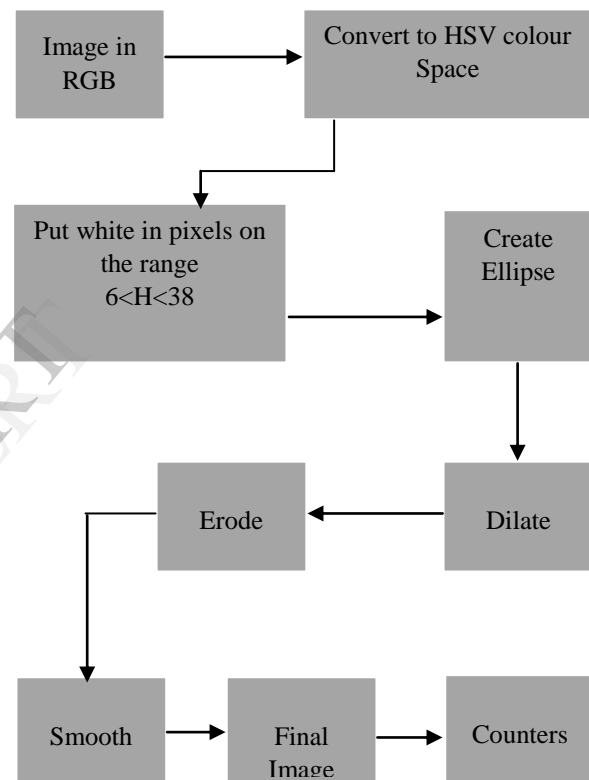 Image in
RGB
Convert to HSV colour
Space
Put white in pixels on
the range
6<H<38
Create
Ellipse
Dilate
Erode
Smooth
Final
Image
Counters